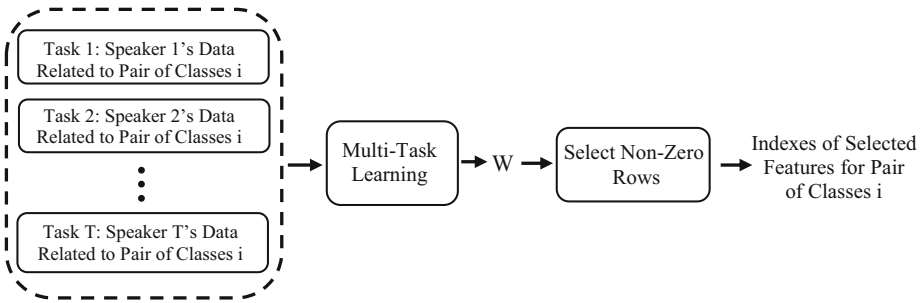 Task 1: Speaker 1's Data
Related to Pair of Classes i
Task 2: Speaker 2's Data
Related to Pair of Classes i
Task T: Speaker T's Data
Related to Pair of Classes i
Multi-Task
Learning
W
Select Non-Zero
Rows
Indexes of Selected
Features for Pair
of Classes i